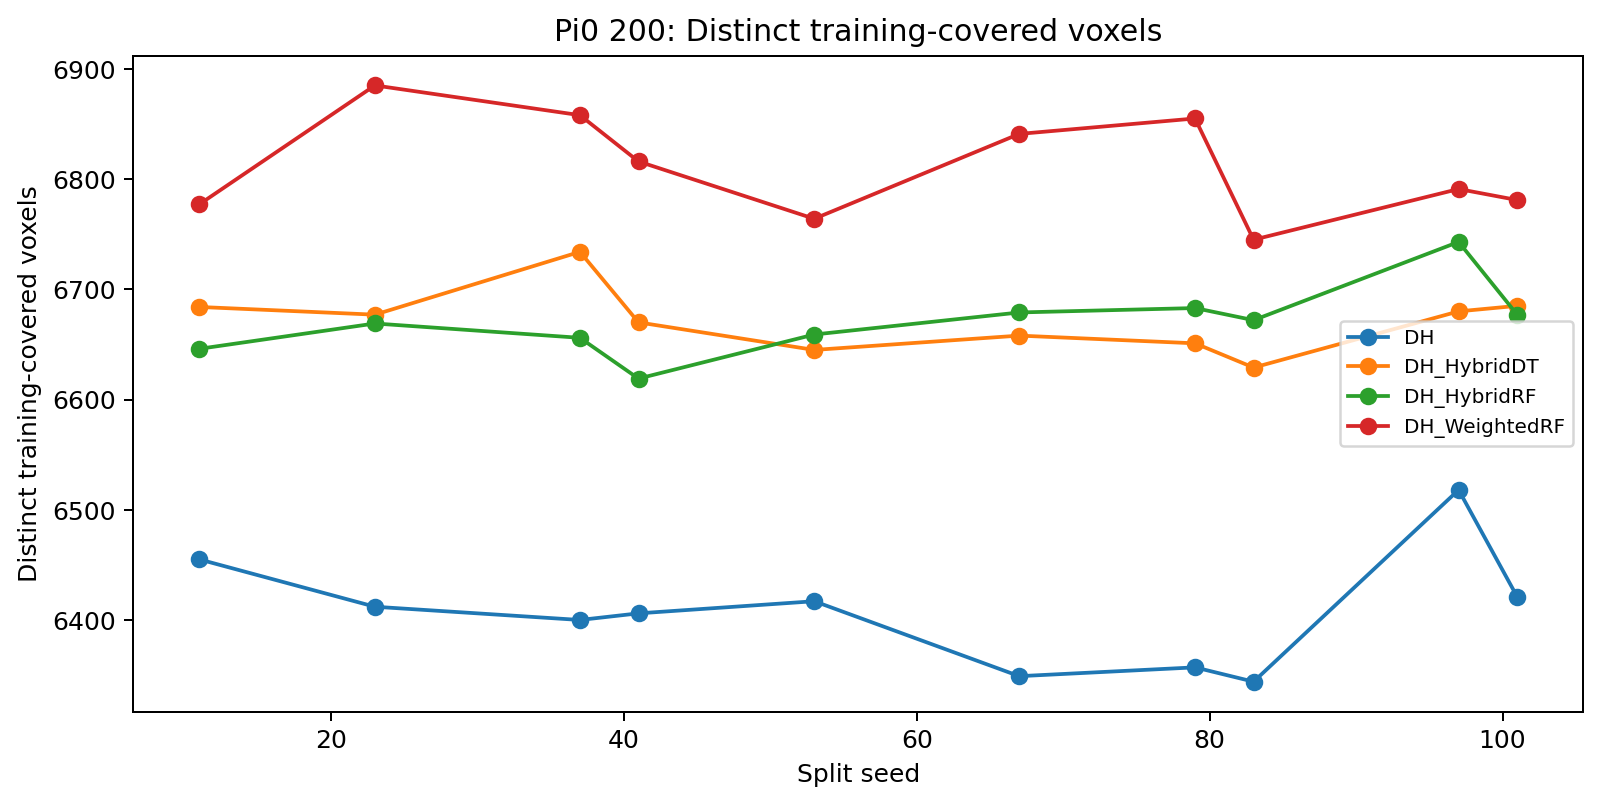 Pi0 200: Distinct training-covered voxels
Distinct training-covered voxels
6900
6800
6700
6600
6500
6400
DH
DH_HybridDT
DH_HybridRF
DH_WeightedRF
20
40
60
80
100
Split seed